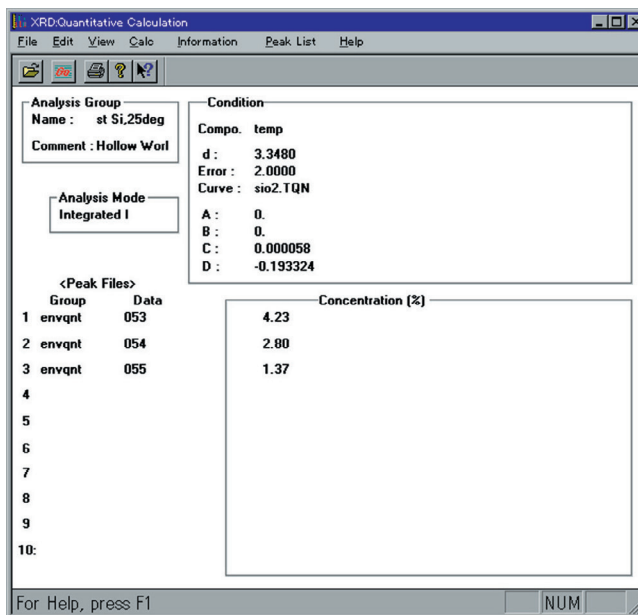 XRD:Quantitative Calculation
File Edit View Calc Information Peak List Help
Analysis Group
Name : st Si,25deg
Comment : Hollow Worl
Analysis Mode
Integrated I
Condition
Compo. temp
d : 3.3480
Error : 2.0000
Curve : sio2.TQN
A : 0.
B : 0.
C : 0.000058
D : -0.193324
<Peak Files>
Group Data
Concentration (%)
1 envqnt 053 4.23
2 envqnt 054 2.80
3 envqnt 055 1.37
4
5
6
7
8
9
10:
For Help, press F1 NUM